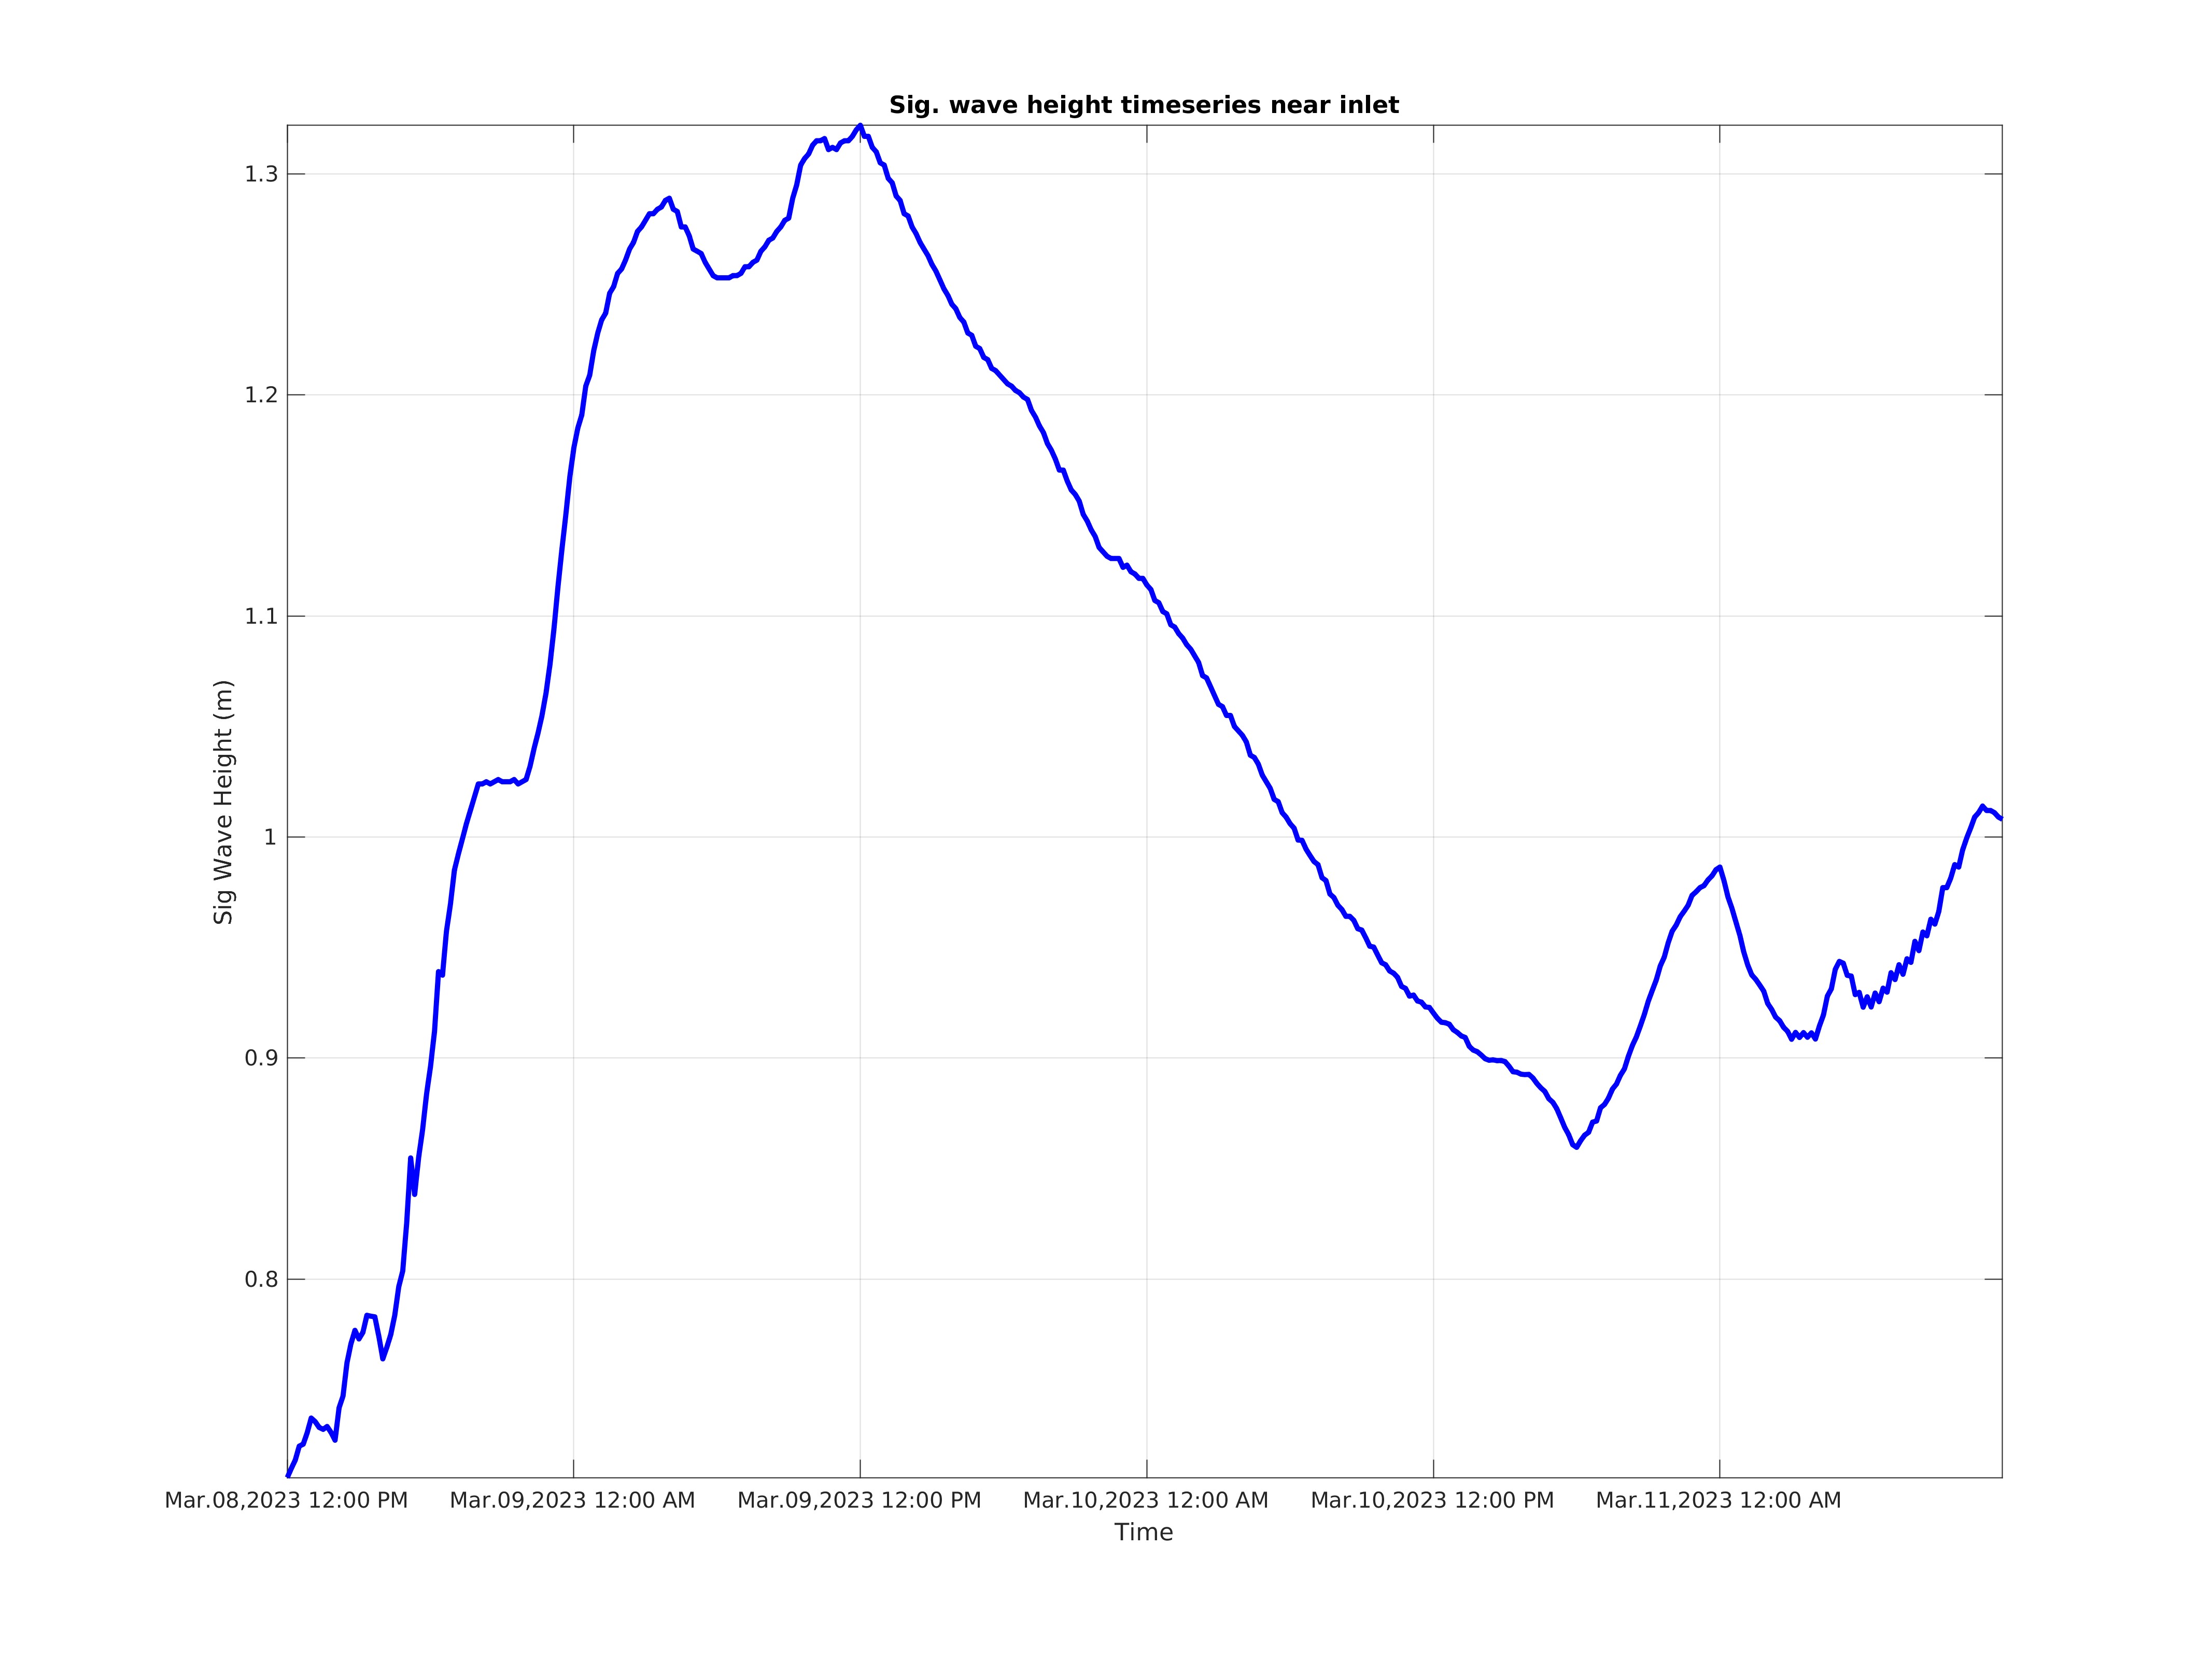 Sig. wave height timeseries near inlet
1.3
1.2
1.1
1
0.9
0.8
Sig Wave Height (m)
Mar.08,2023 12:00 PM Mar.09,2023 12:00 AM Mar.09,2023 12:00 PM Mar.10,2023 12:00 AM Mar.10,2023 12:00 PM Mar.11,2023 12:00 AM
Time